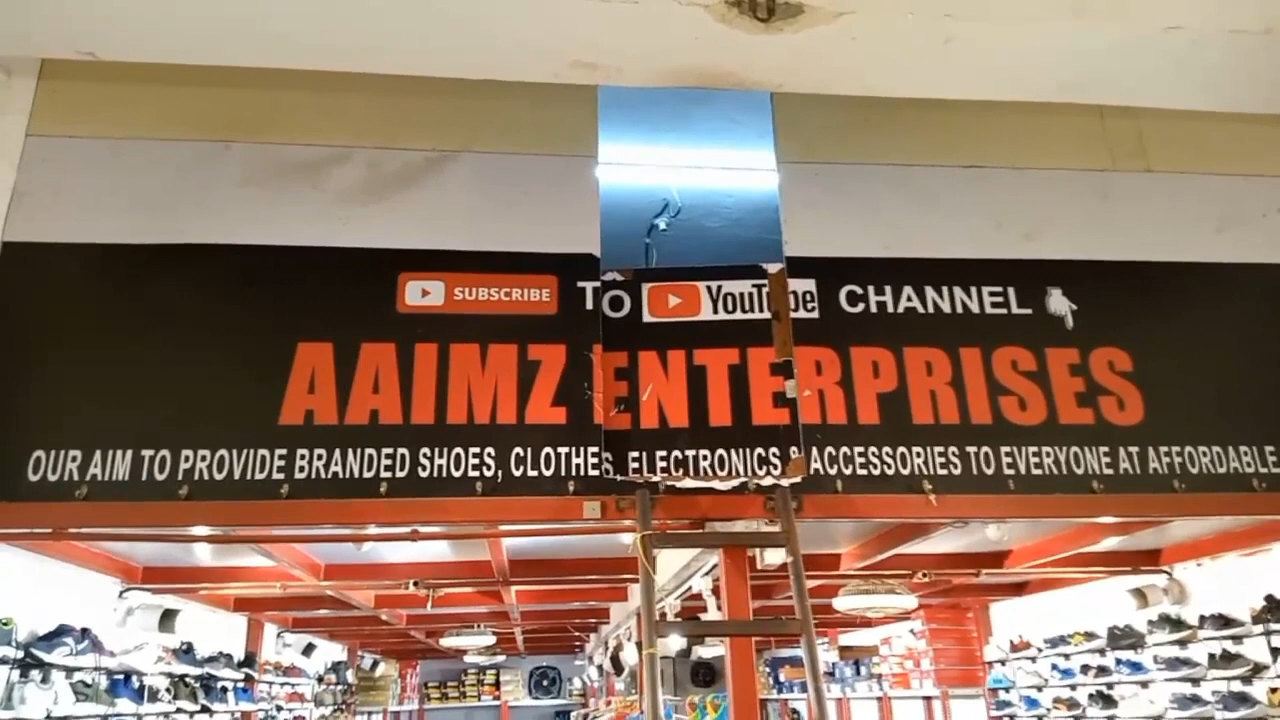 SUBSCRIBE TO YouTube CHANNEL
AAIMZ ENTERPRISES
OUR AIM TO PROVIDE BRANDED SHOES, CLOTHES, ELECTRONICS & ACCESSORIES TO EVERYONE AT AFFORDABLE